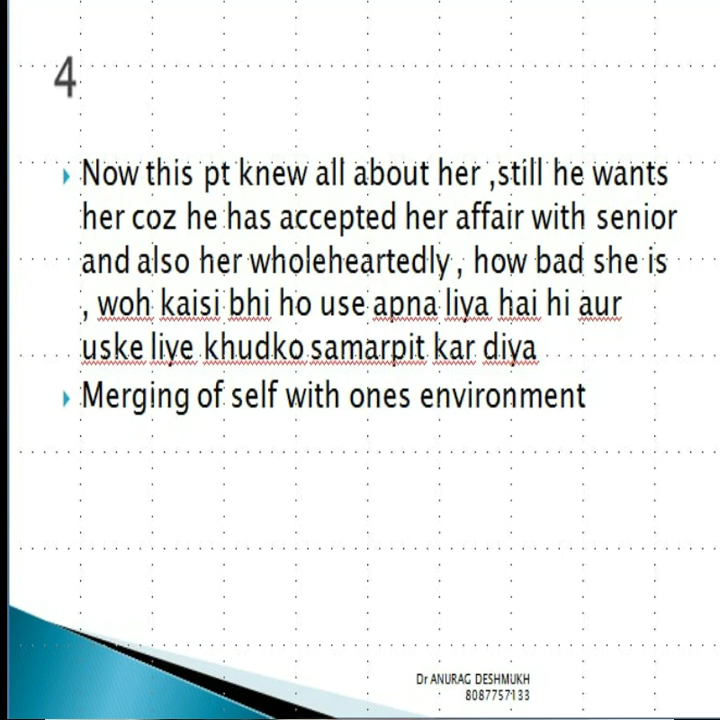 4
Now this pt knew all about her ,still he wants
her coz he has accepted her affair with senior
and also her wholeheartedly , how bad she is
, woh kaisi bhi ho use apna liya hai hi aur
uske liye khudko samarpit kar diya
Merging of self with ones environment
Dr ANURAG DESHMUKH
8087757133